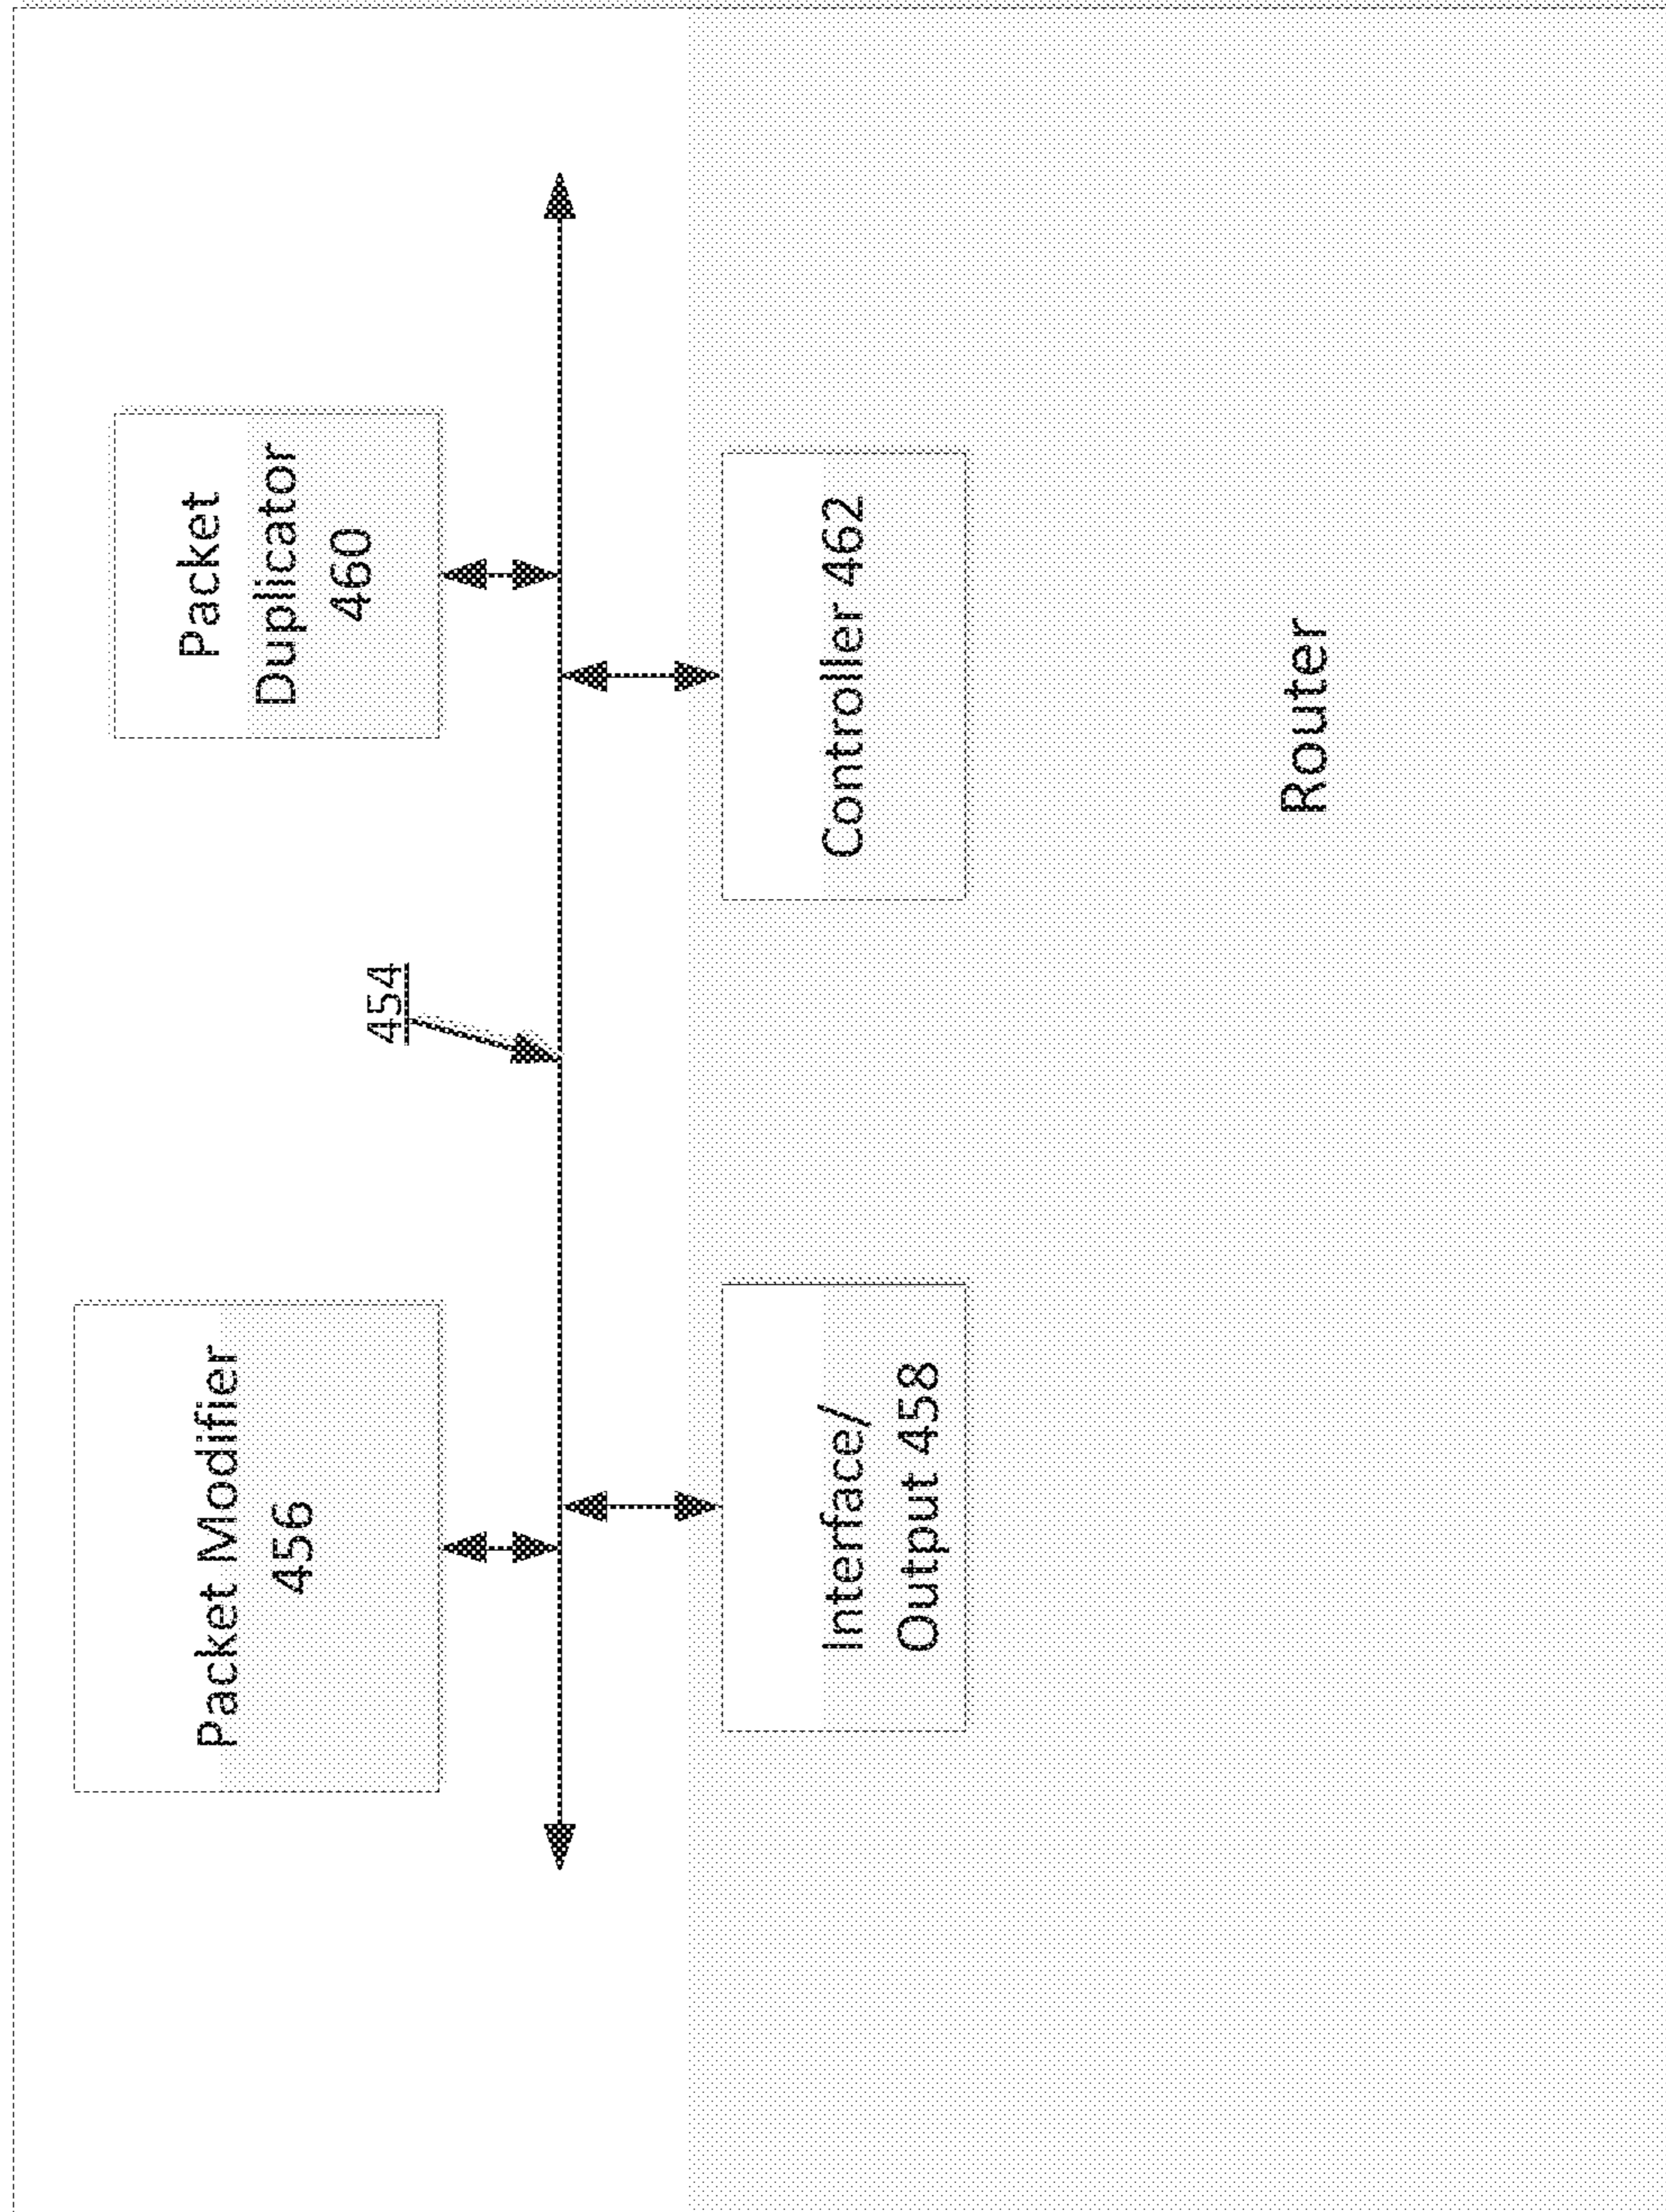 Packet Modifier
456
Packet
Duplicator
460
454
Interface/
Output 458
Controller 462
Router